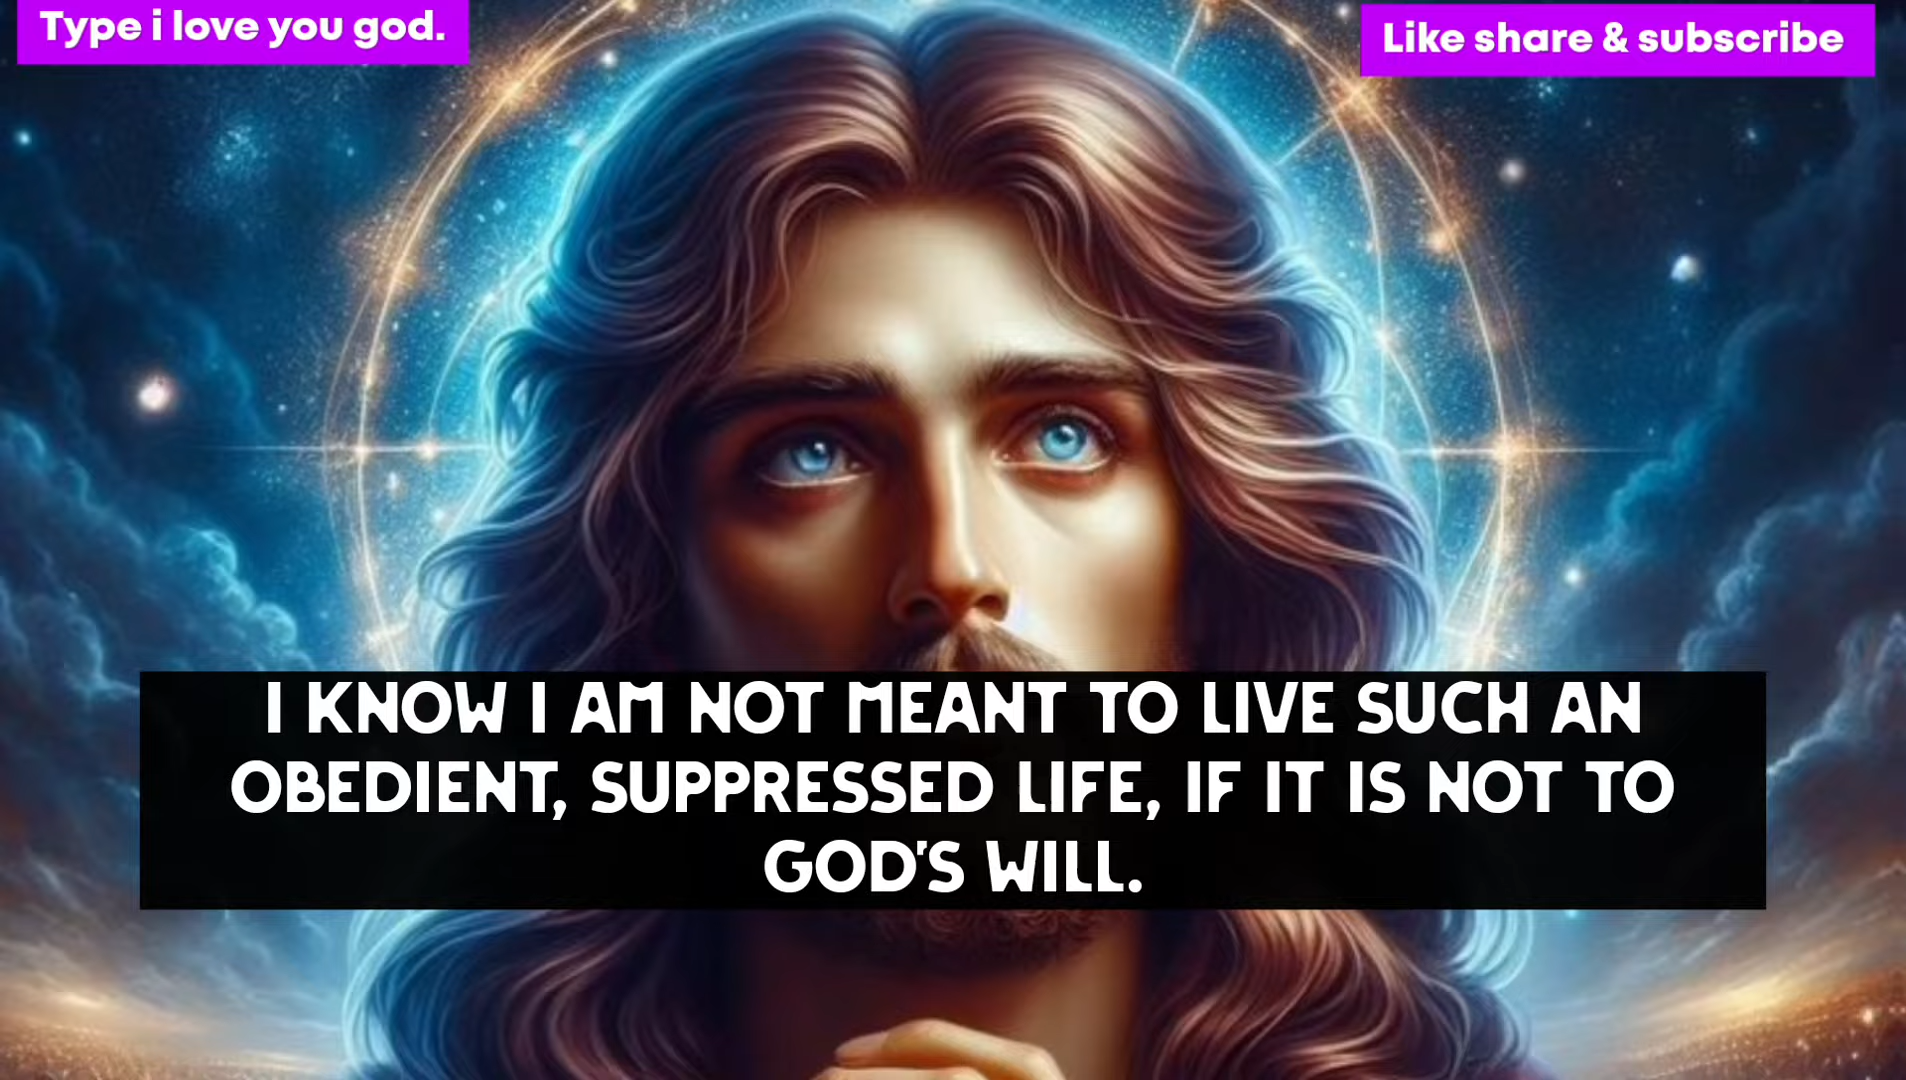 Type i love you god.
Like share & subscribe
I KNOW I AM NOT MEANT TO LIVE SUCH AN
OBEDIENT, SUPPRESSED LIFE, IF IT IS NOT TO
GOD'S WILL.